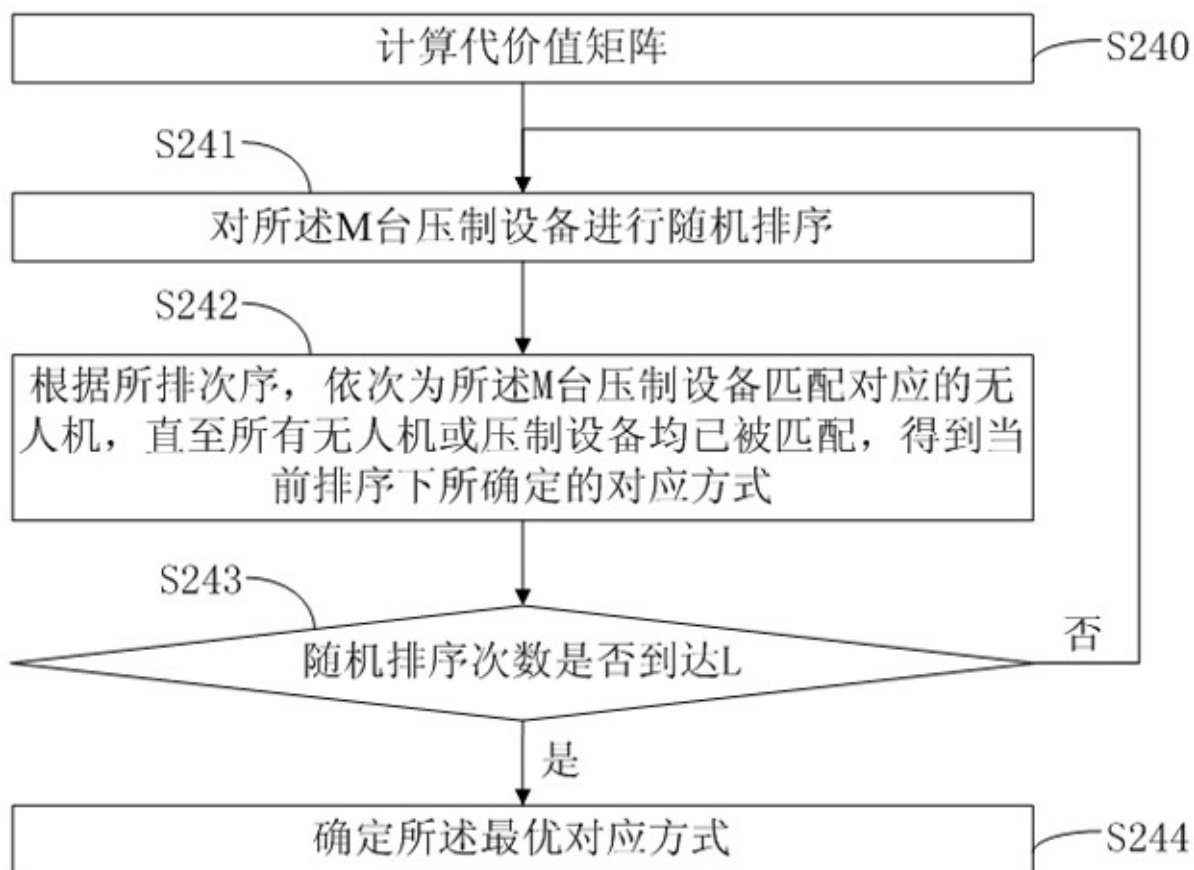 计算代价值矩阵
S240
S241
对所述M台压制设备进行随机排序
S242
根据所排次序，依次为所述M台压制设备匹配对应的无
人机，直至所有无人机或压制设备均已被匹配，得到当
前排序下所确定的对应方式
S243
随机排序次数是否到达L
否
是
确定所述最优对应方式
S244